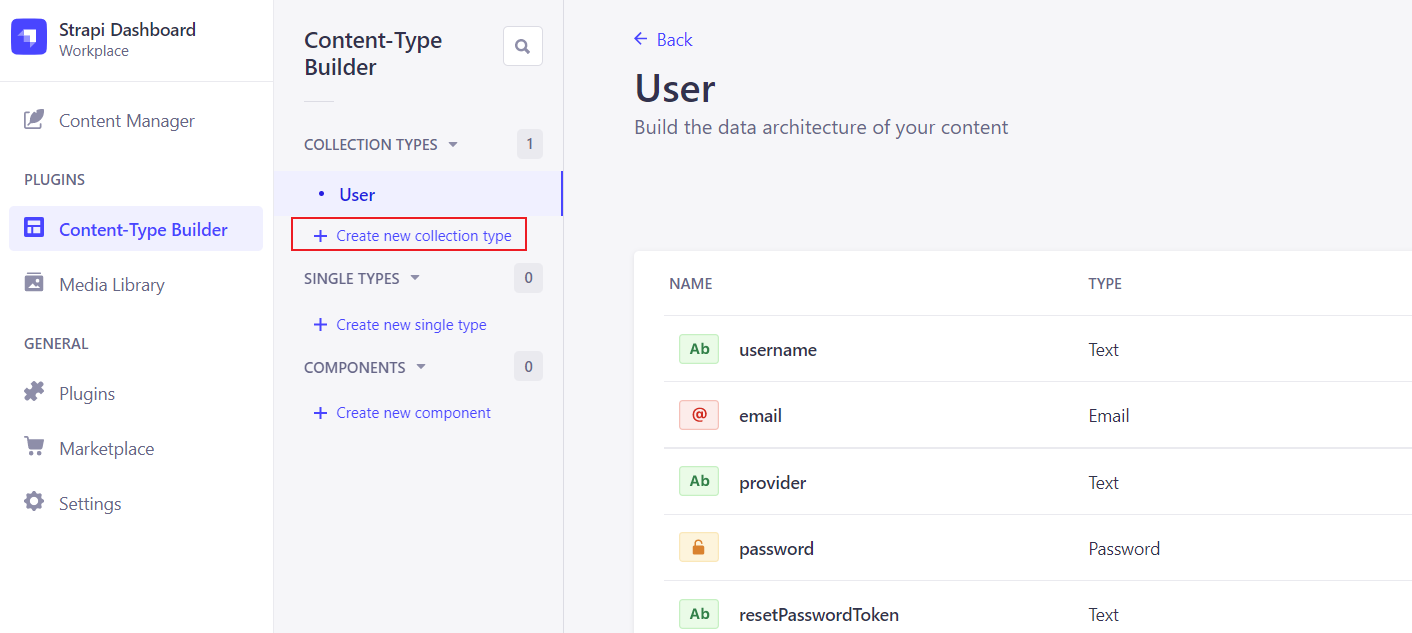 Strapi Dashboard
Workplace
Content Manager
PLUGINS
Content-Type Builder
Media Library
GENERAL
Plugins
Marketplace
Settings
Content-Type
Builder
COLLECTION TYPES 1
User
Create new collection type
SINGLE TYPES 0
Create new single type
COMPONENTS 0
Create new component
Back
User
Build the data architecture of your content
NAME TYPE
Ab username Text
@ email Email
Ab provider Text
password Password
Ab resetPasswordToken Text